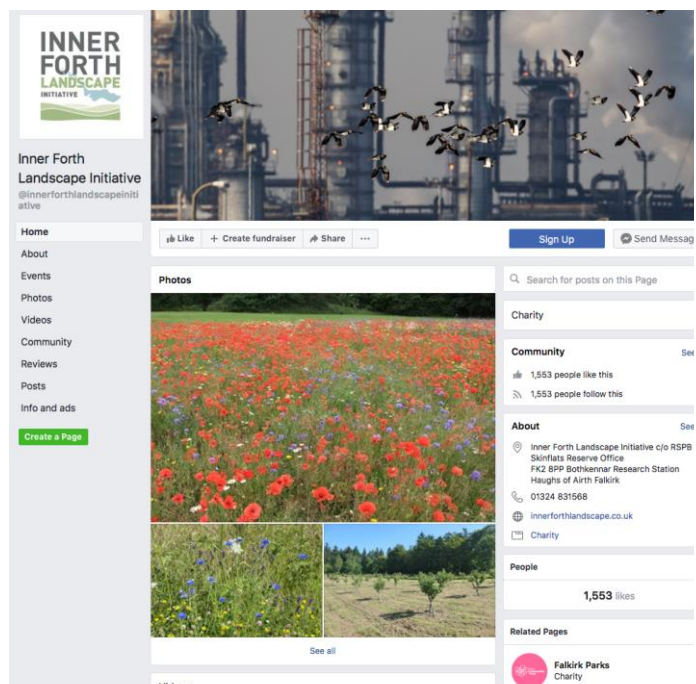 INNER
FORTH
LANDSCAPE
INITIATIVE
Inner Forth
Landscape Initiative
@innerforthlandscapeiniti
ative
Home
About
Events
Photos
Videos
Community
Reviews
Posts
Info and ads
Create a Page
Like
+ Create fundraiser
Share
···
Sign Up
Send Messag
Photos
See all
Search for posts on this Page
Charity
Community
See
1,553 people like this
1,553 people follow this
About
See
Inner Forth Landscape Initiative c/o RSPB
Skinflats Reserve Office
FK2 8PP Bothkennar Research Station
Haughs of Airth Falkirk
01324 831568
innerforthlandscape.co.uk
Charity
People
1,553 likes
Related Pages
Falkirk Parks
Charity